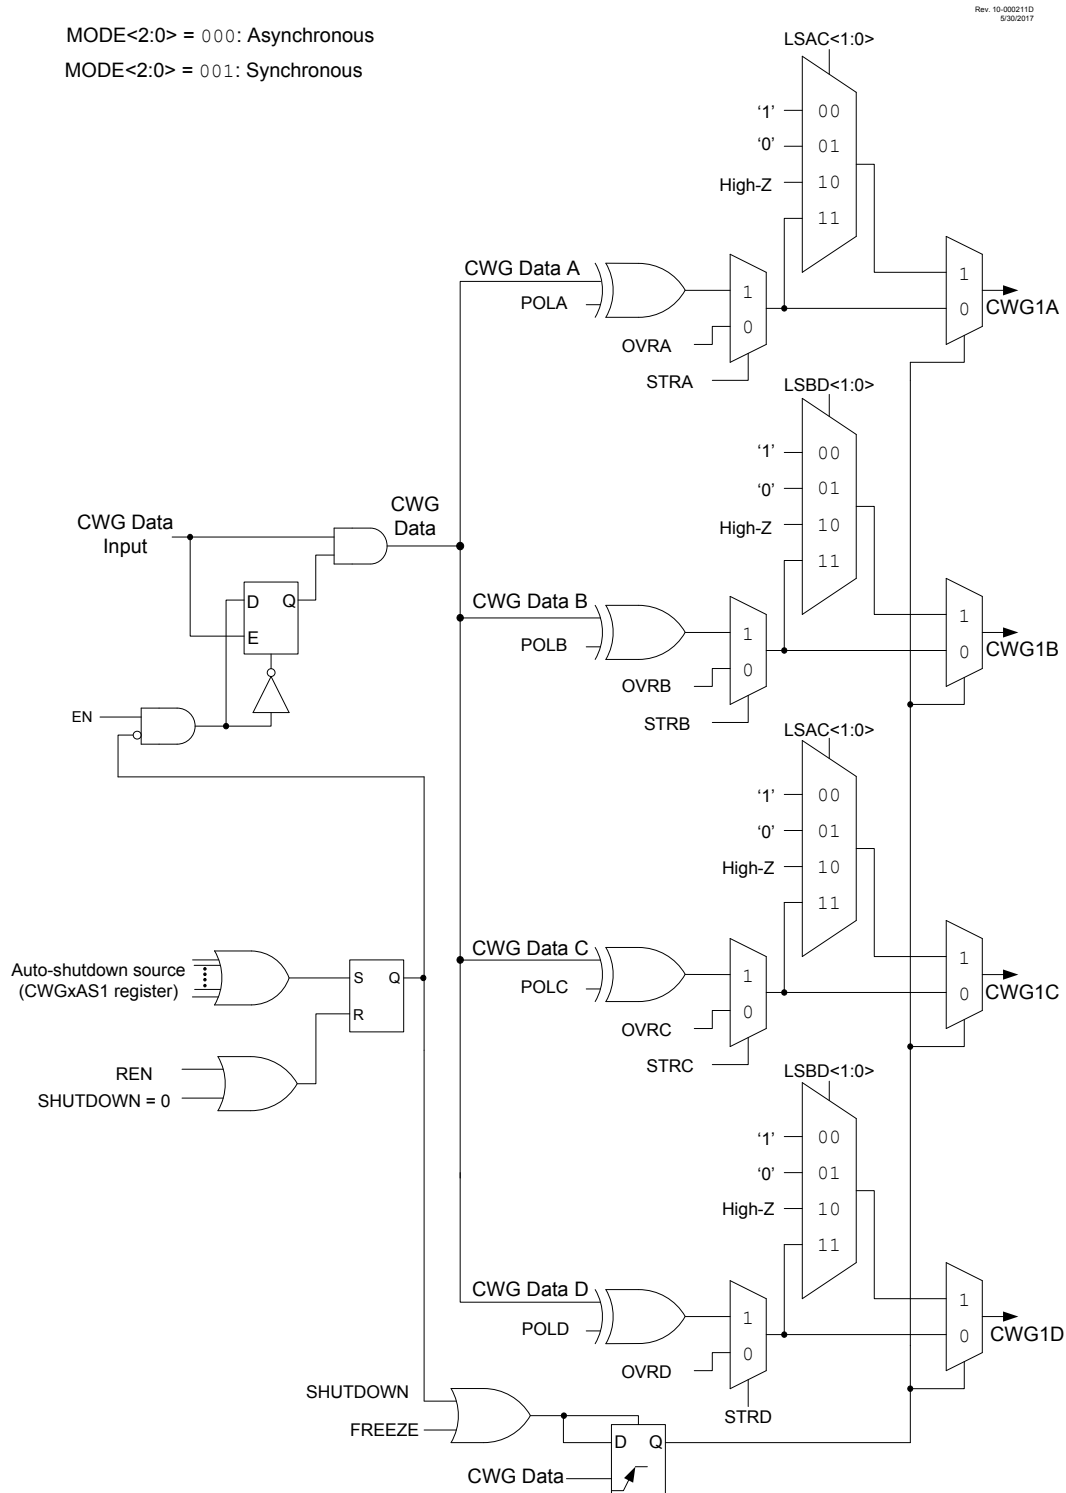 Rev. 10-000211D
5/30/2017
MODE<2:0> = 000: Asynchronous
MODE<2:0> = 001: Synchronous
LSAC<1:0>
'1'
00
'0'
01
High-Z
10
11
CWG Data A
POLA
1
0
OVRA
STRA
1
0
CWG1A
LSBD<1:0>
'1'
00
'0'
01
High-Z
10
11
CWG Data
Input
CWG
Data
D
Q
E
EN
CWG Data B
POLB
1
0
OVRB
STRB
1
0
CWG1B
LSAC<1:0>
'1'
00
'0'
01
High-Z
10
11
CWG Data C
POLC
1
0
OVRC
STRC
1
0
CWG1C
Auto-shutdown source
(CWGxAS1 register)
S
Q
R
REN
SHUTDOWN = 0
LSBD<1:0>
'1'
00
'0'
01
High-Z
10
11
CWG Data D
POLD
1
0
OVRD
STRD
1
0
CWG1D
SHUTDOWN
FREEZE
D
Q
CWG Data